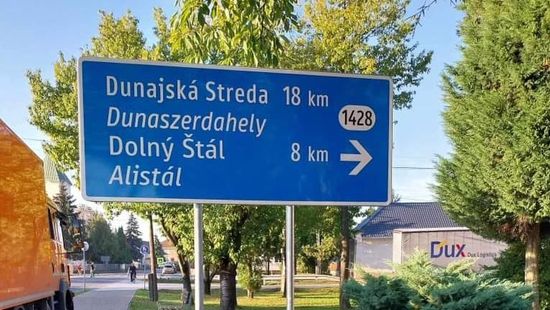 Dunajská Streda 18 km
Dunaszerdahely
1428
Dolný Štál 8 km
Alistál
Dux
Dux Logistics